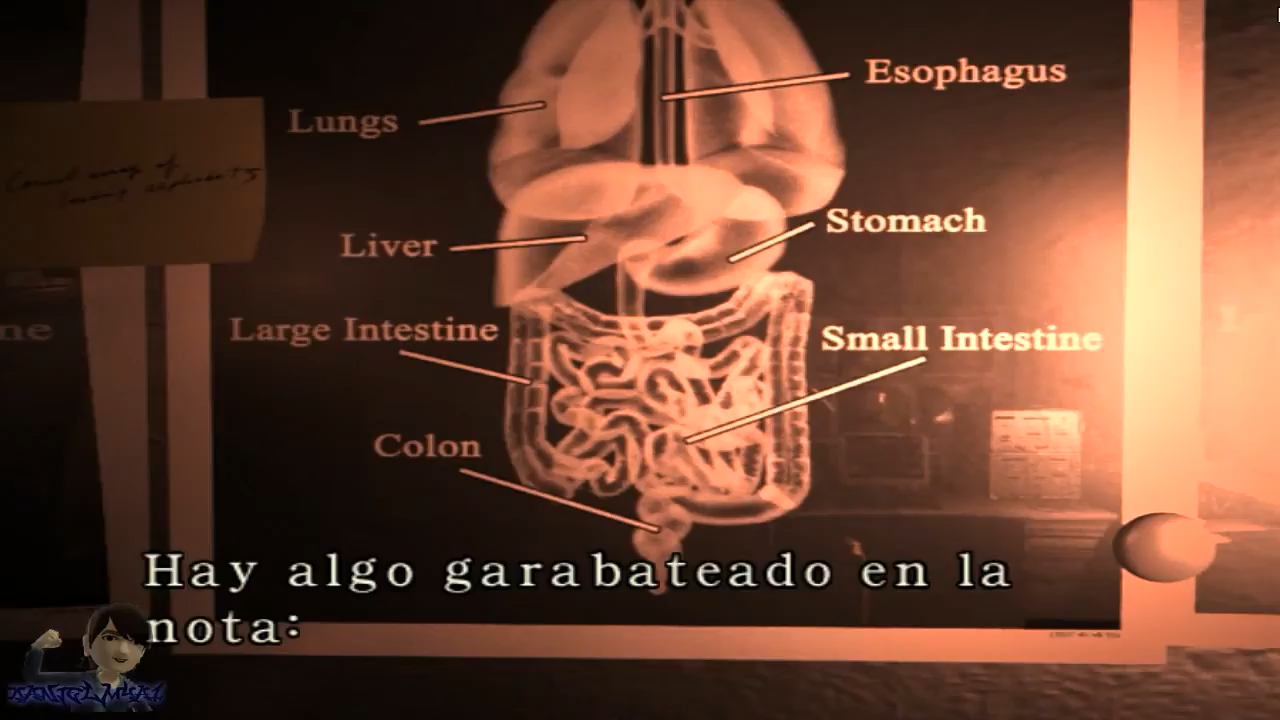 Esophagus
Lungs
Stomach
Liver
Large Intestine
Small Intestine
Colon
Hay algo garabateado en la
nota: